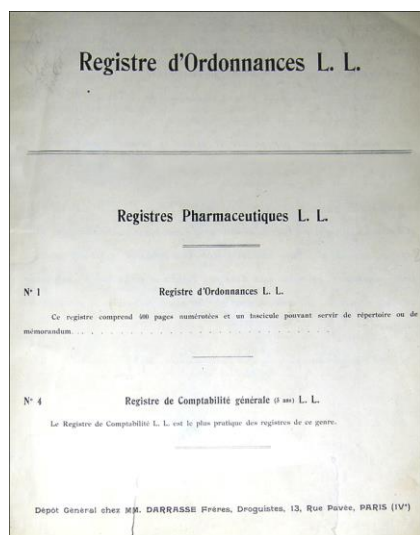 Registre d'Ordonnances L. L.
Registres Pharmaceutiques L. L.
N° 1 Registre d'Ordonnances L. L.
Ce registre comprend 400 pages numérotées et un fascicule pouvant servir de répertoire ou de
mémorandum. . . . . . . . . . . . . . . . . . . . . . . .
N° 4 Registre de Comptabilité générale (5 ans) L. L.
Le Registre de Comptabilité L. L. est le plus pratique des registres de ce genre.
Dépôt Général chez MM. DARRASSE Frères, Droguistes, 13, Rue Pavée, PARIS (IVᵉ)